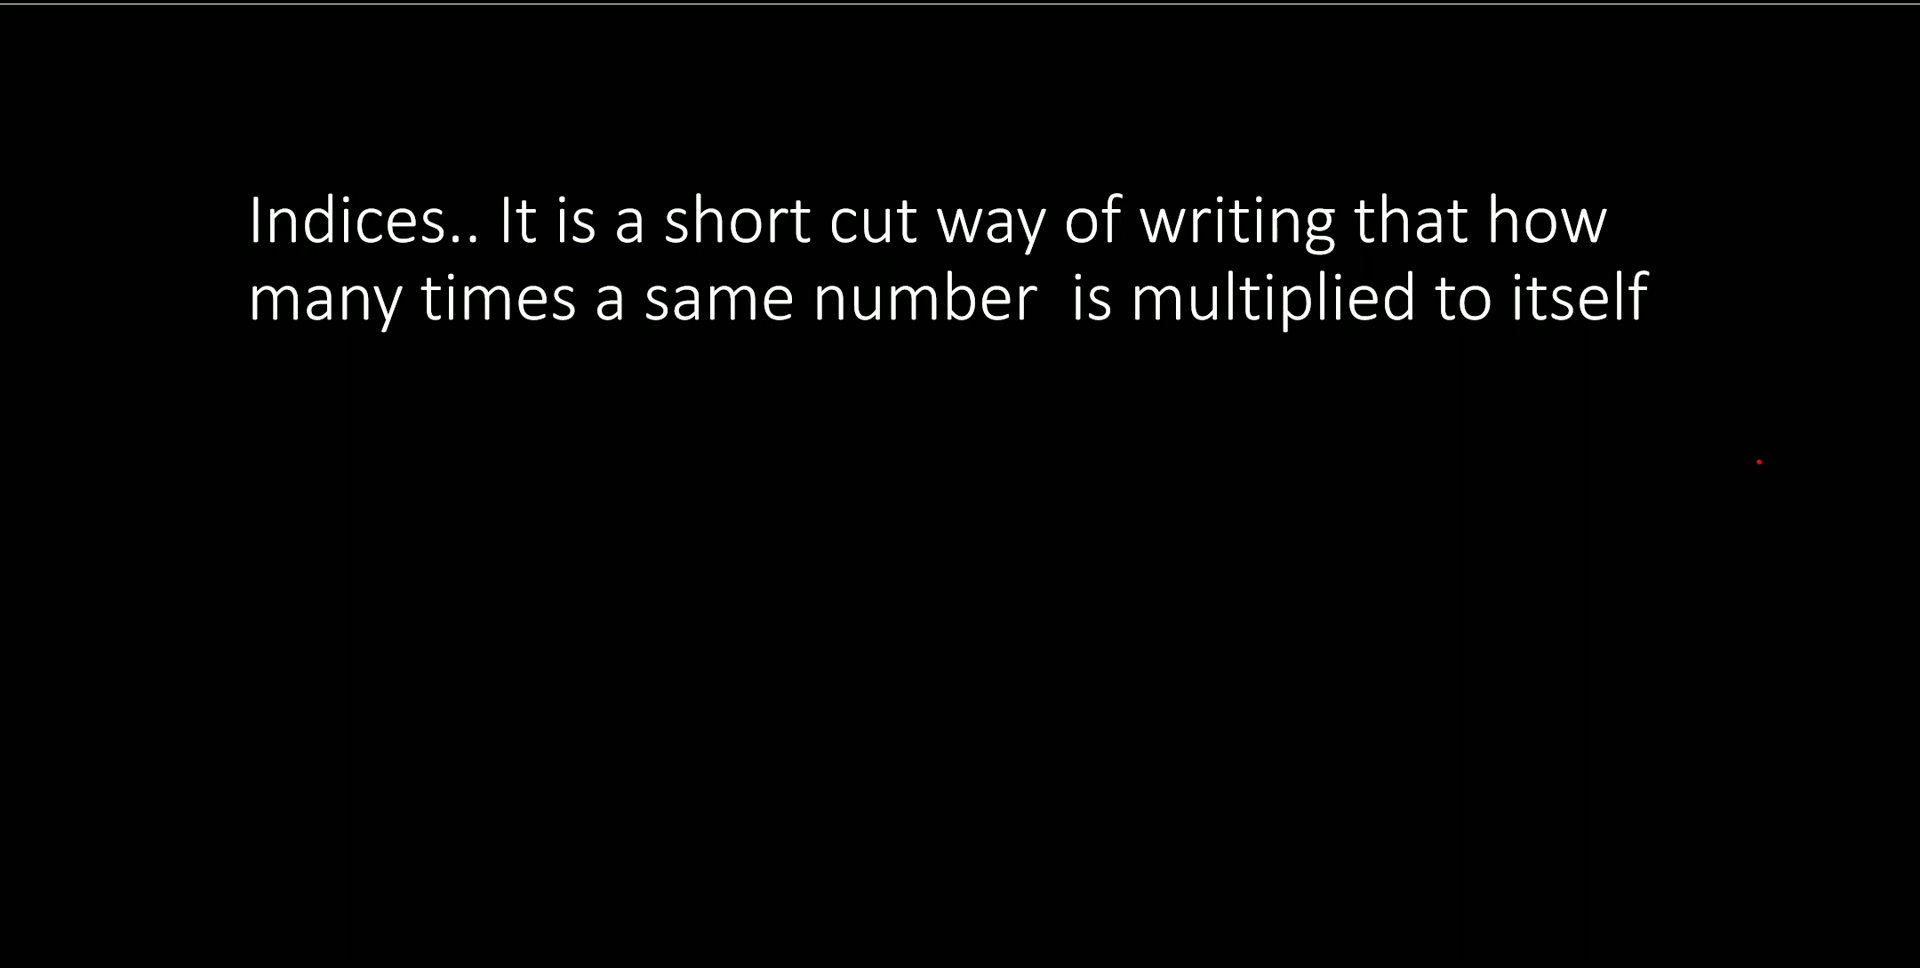 Indices.. It is a short cut way of writing that how
many times a same number  is multiplied to itself